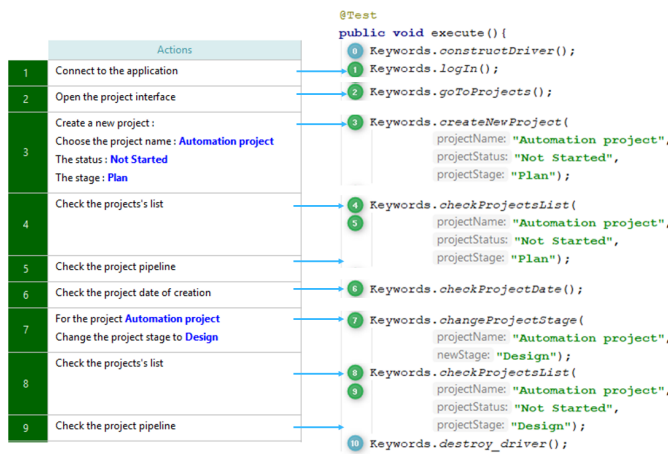 Actions
1 Connect to the application
2 Open the project interface
3 Create a new project :
Choose the project name : Automation project
The status : Not Started
The stage : Plan
4 Check the projects's list
5 Check the project pipeline
6 Check the project date of creation
7 For the project Automation project
Change the project stage to Design
8 Check the projects's list
9 Check the project pipeline
@Test
public void execute(){
0 Keywords.constructDriver();
1 Keywords.logIn();
2 Keywords.goToProjects();
3 Keywords.createNewProject(
projectName: "Automation project",
projectStatus: "Not Started",
projectStage: "Plan");
4 Keywords.checkProjectsList(
5 projectName: "Automation project",
projectStatus: "Not Started",
projectStage: "Plan");
6 Keywords.checkProjectDate();
7 Keywords.changeProjectStage(
projectName: "Automation project",
newStage: "Design");
8 Keywords.checkProjectsList(
9 projectName: "Automation project",
projectStatus: "Not Started",
projectStage: "Design");
10 Keywords.destroy_driver();